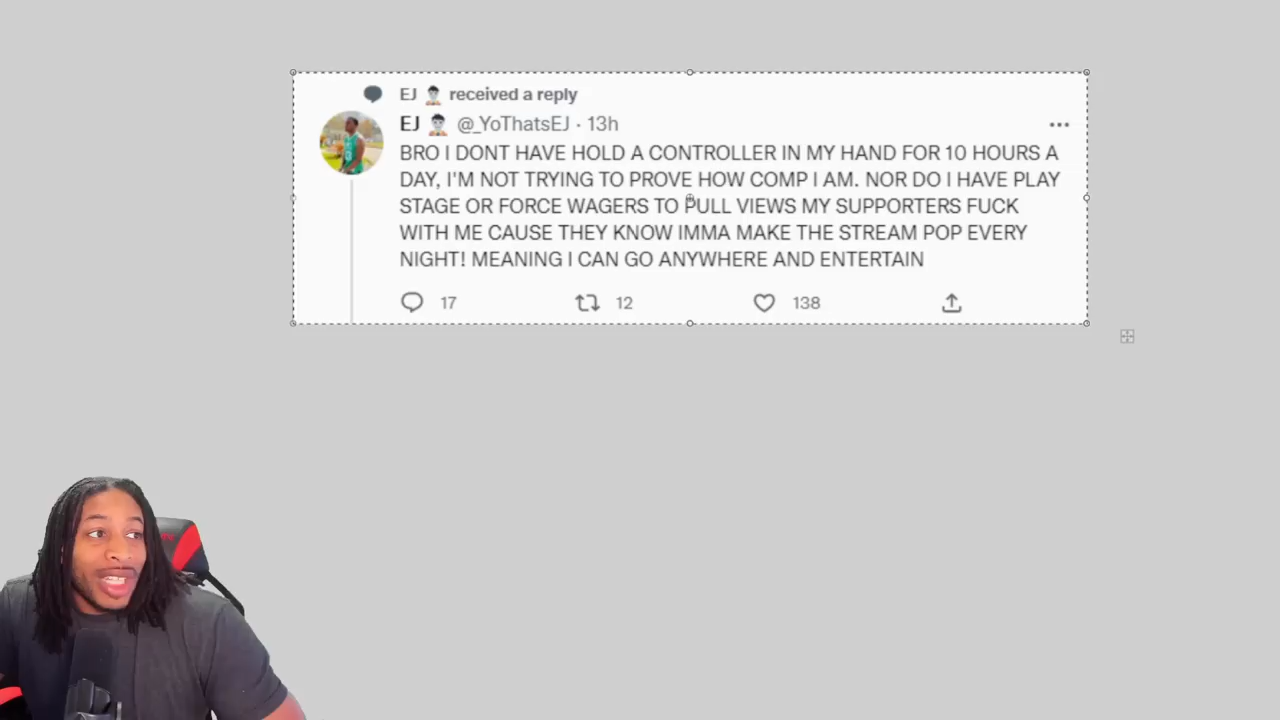 EJ received a reply
EJ @_YoThatsEJ · 13h
BRO I DONT HAVE HOLD A CONTROLLER IN MY HAND FOR 10 HOURS A
DAY, I'M NOT TRYING TO PROVE HOW COMP I AM. NOR DO I HAVE PLAY
STAGE OR FORCE WAGERS TO PULL VIEWS MY SUPPORTERS FUCK
WITH ME CAUSE THEY KNOW IMMA MAKE THE STREAM POP EVERY
NIGHT! MEANING I CAN GO ANYWHERE AND ENTERTAIN
17 12 138